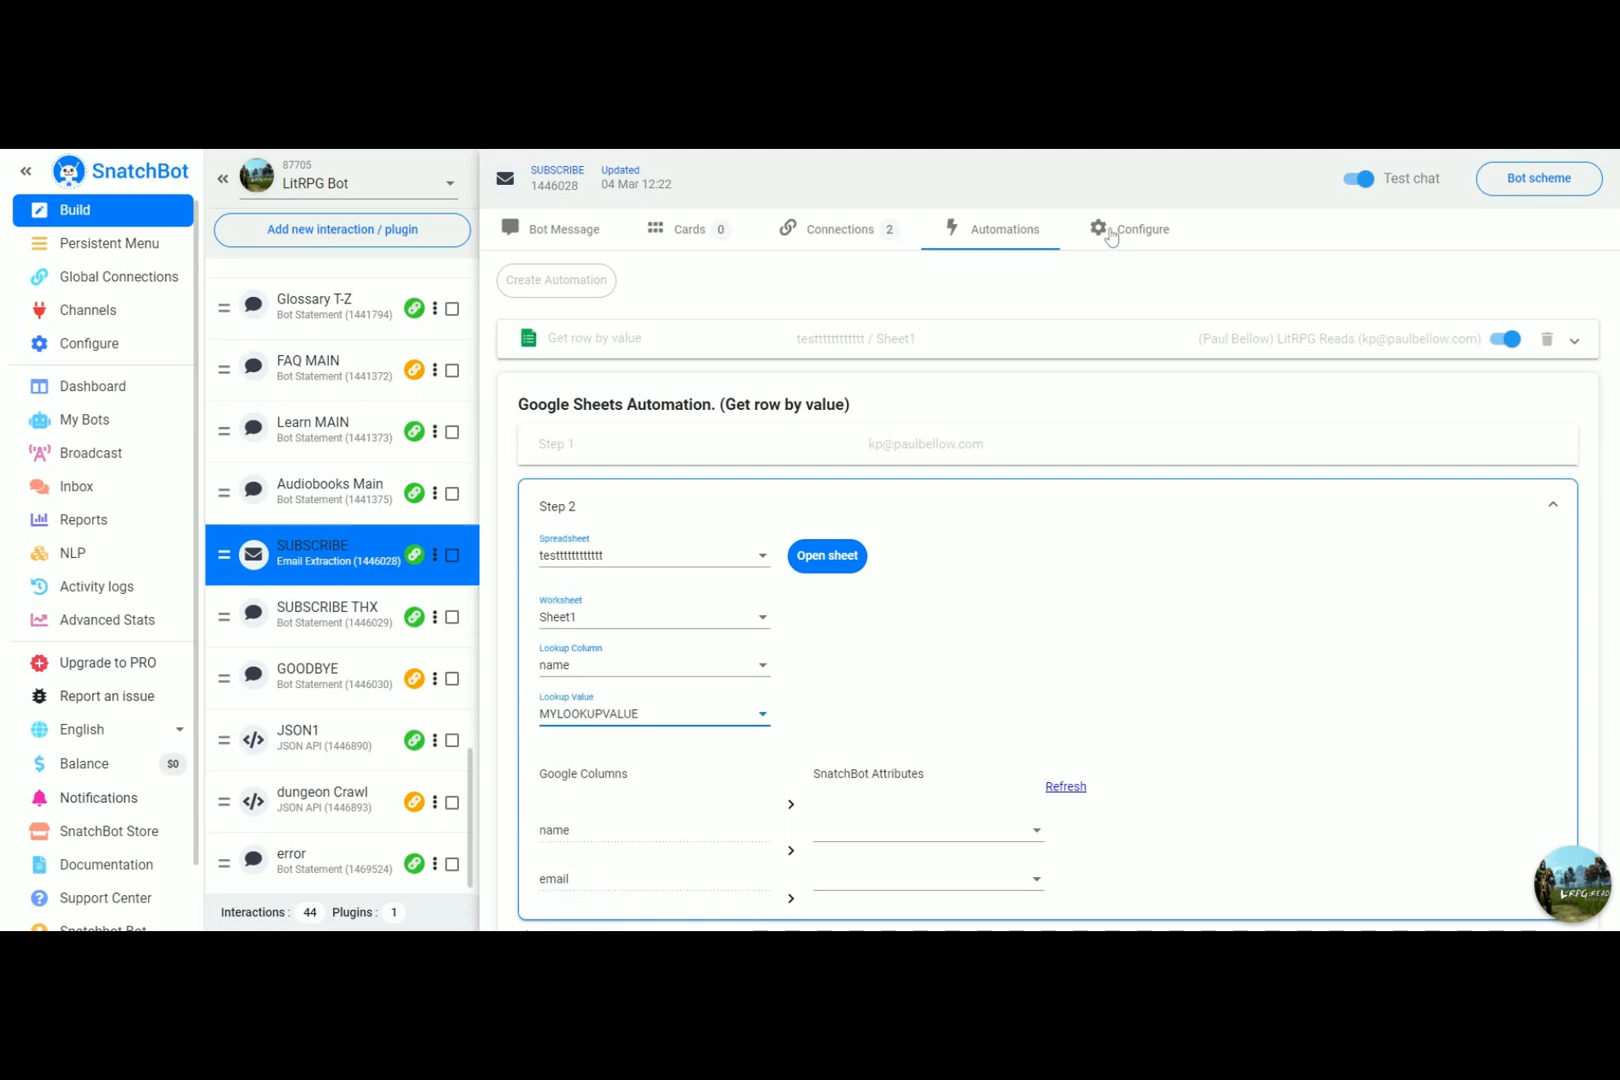 SnatchBot
Build
Persistent Menu
Global Connections
Channels
Configure
Dashboard
My Bots
Broadcast
Inbox
Reports
NLP
Activity logs
Advanced Stats
Upgrade to PRO
Report an issue
English
Balance $0
Notifications
SnatchBot Store
Documentation
Support Center
Snatchbot Bot
87705
LitRPG Bot
Add new interaction / plugin
Glossary T-Z
Bot Statement (1441794)
FAQ MAIN
Bot Statement (1441372)
Learn MAIN
Bot Statement (1441373)
Audiobooks Main
Bot Statement (1441375)
SUBSCRIBE
Email Extraction (1446028)
SUBSCRIBE THX
Bot Statement (1446029)
GOODBYE
Bot Statement (1446030)
JSON1
JSON API (1446890)
dungeon Crawl
JSON API (1446893)
error
Bot Statement (1469524)
Interactions : 44 Plugins : 1
SUBSCRIBE Updated
1446028 04 Mar 12:22
Test chat
Bot scheme
Bot Message Cards 0 Connections 2 Automations Configure
Create Automation
Get row by value testttttttttttt / Sheet1 (Paul Bellow) LitRPG Reads (kp@paulbellow.com)
Google Sheets Automation. (Get row by value)
Step 1 kp@paulbellow.com
Step 2
Spreadsheet
testttttttttttt Open sheet
Worksheet
Sheet1
Lookup Column
name
Lookup Value
MYLOOKUPVALUE
Google Columns SnatchBot Attributes Refresh
name
email